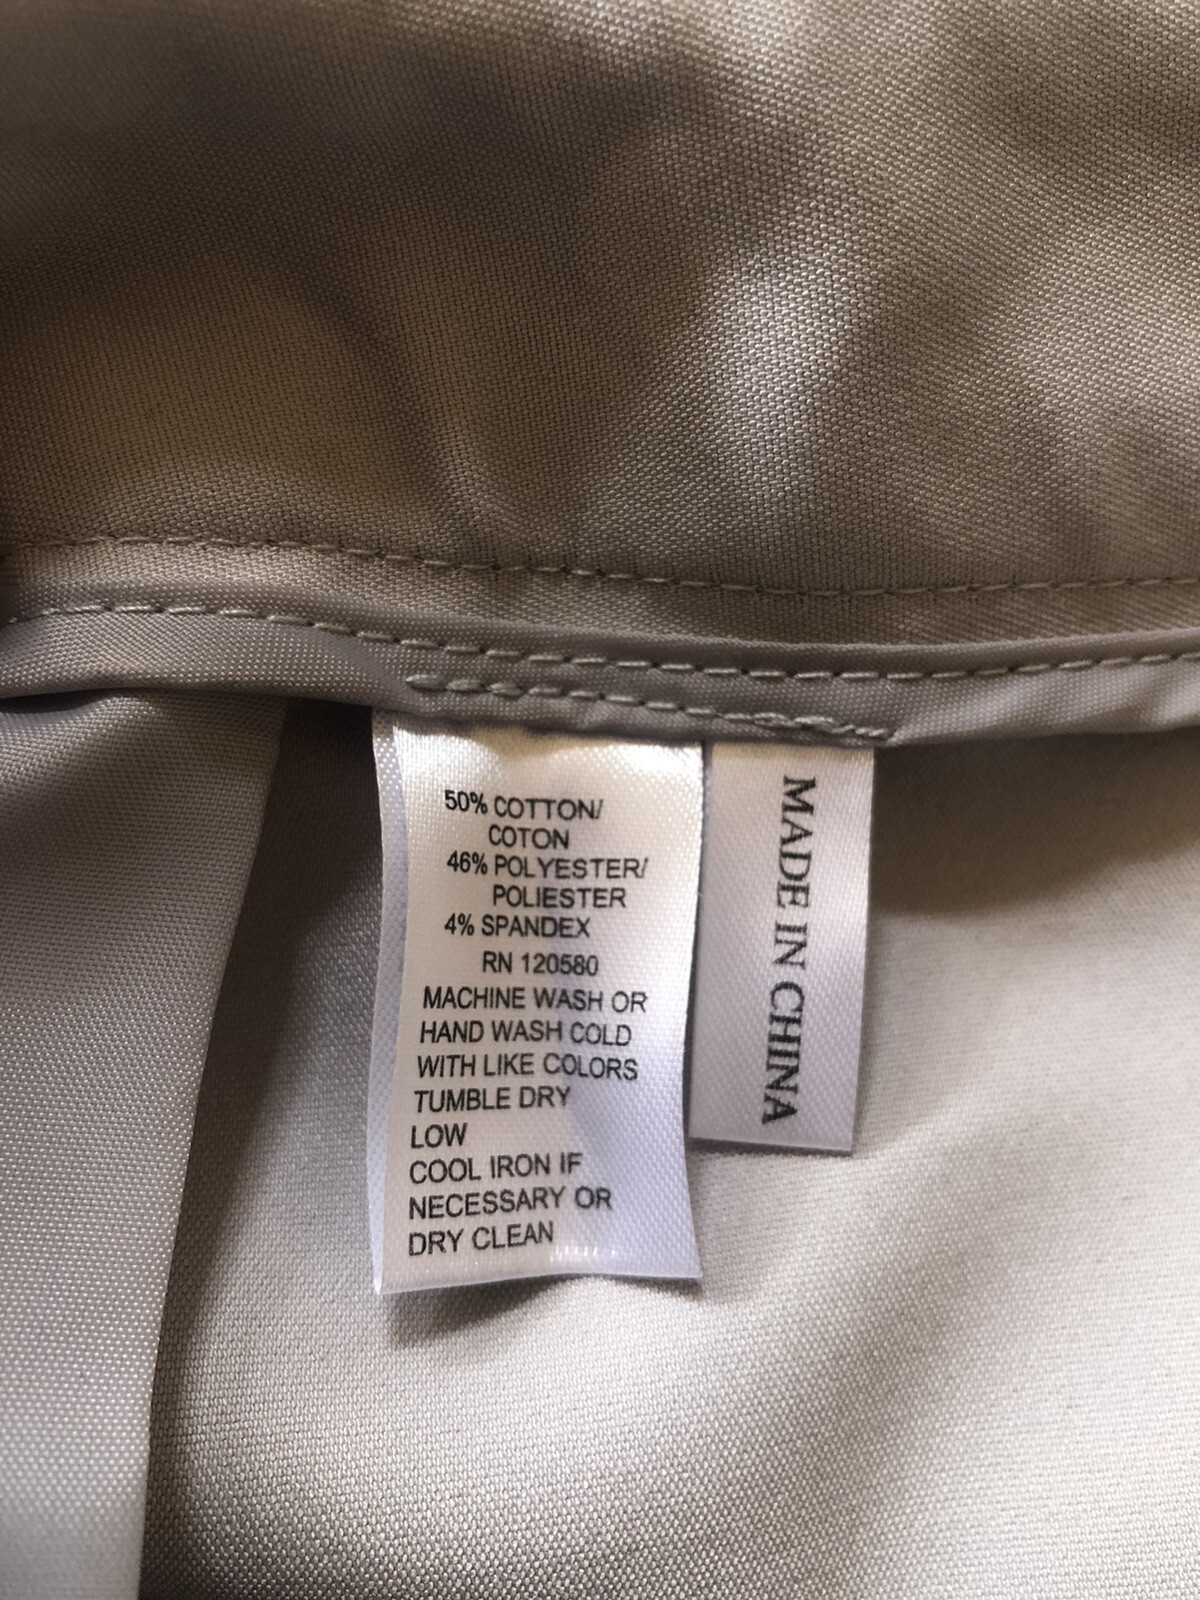 50% COTTON/
COTON
46% POLYESTER/
POLIESTER
4% SPANDEX
RN 120580
MACHINE WASH OR
HAND WASH COLD
WITH LIKE COLORS
TUMBLE DRY
LOW
COOL IRON IF
NECESSARY OR
DRY CLEAN
MADE IN CHINA